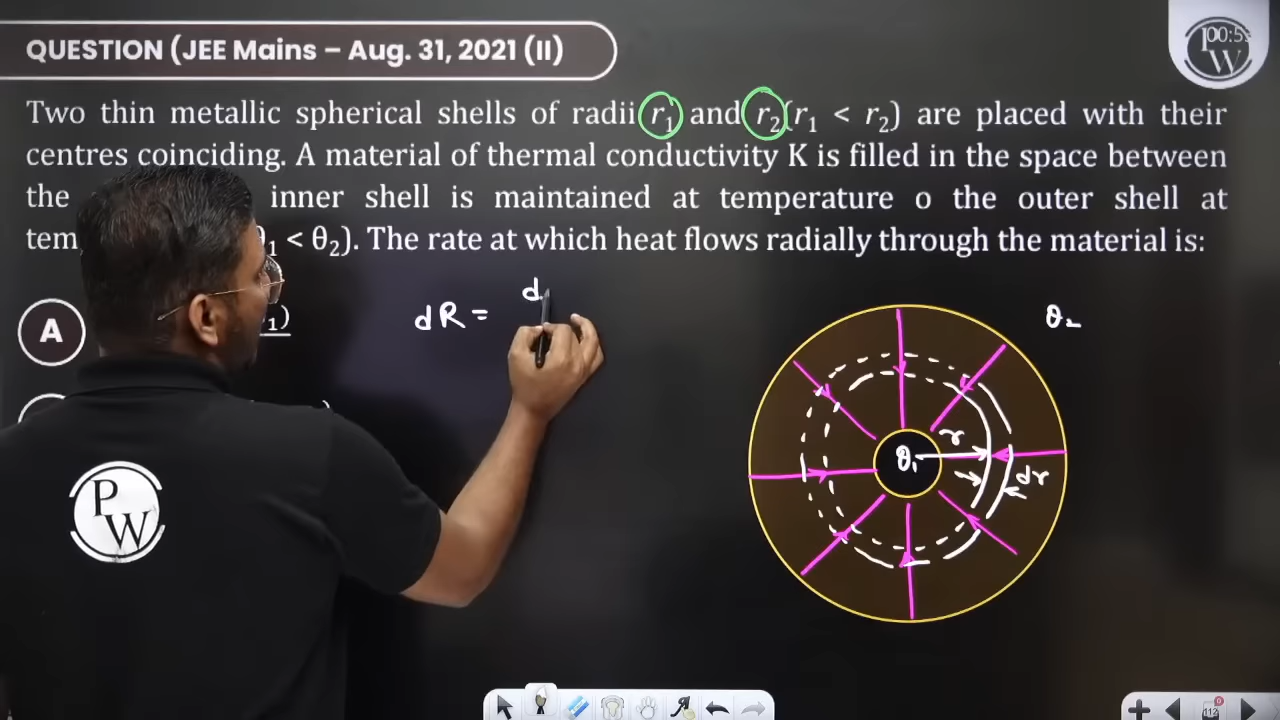 QUESTION (JEE Mains – Aug. 31, 2021 (II)
00:5
PW
Two thin metallic spherical shells of radii r₁ and r₂(r₁ < r₂) are placed with their
centres coinciding. A material of thermal conductivity K is filled in the space between
the inner shell is maintained at temperature o the outer shell at
tem < θ₂). The rate at which heat flows radially through the material is:
A
dR = d
θ₂
θ₁
r
dr
PW
112